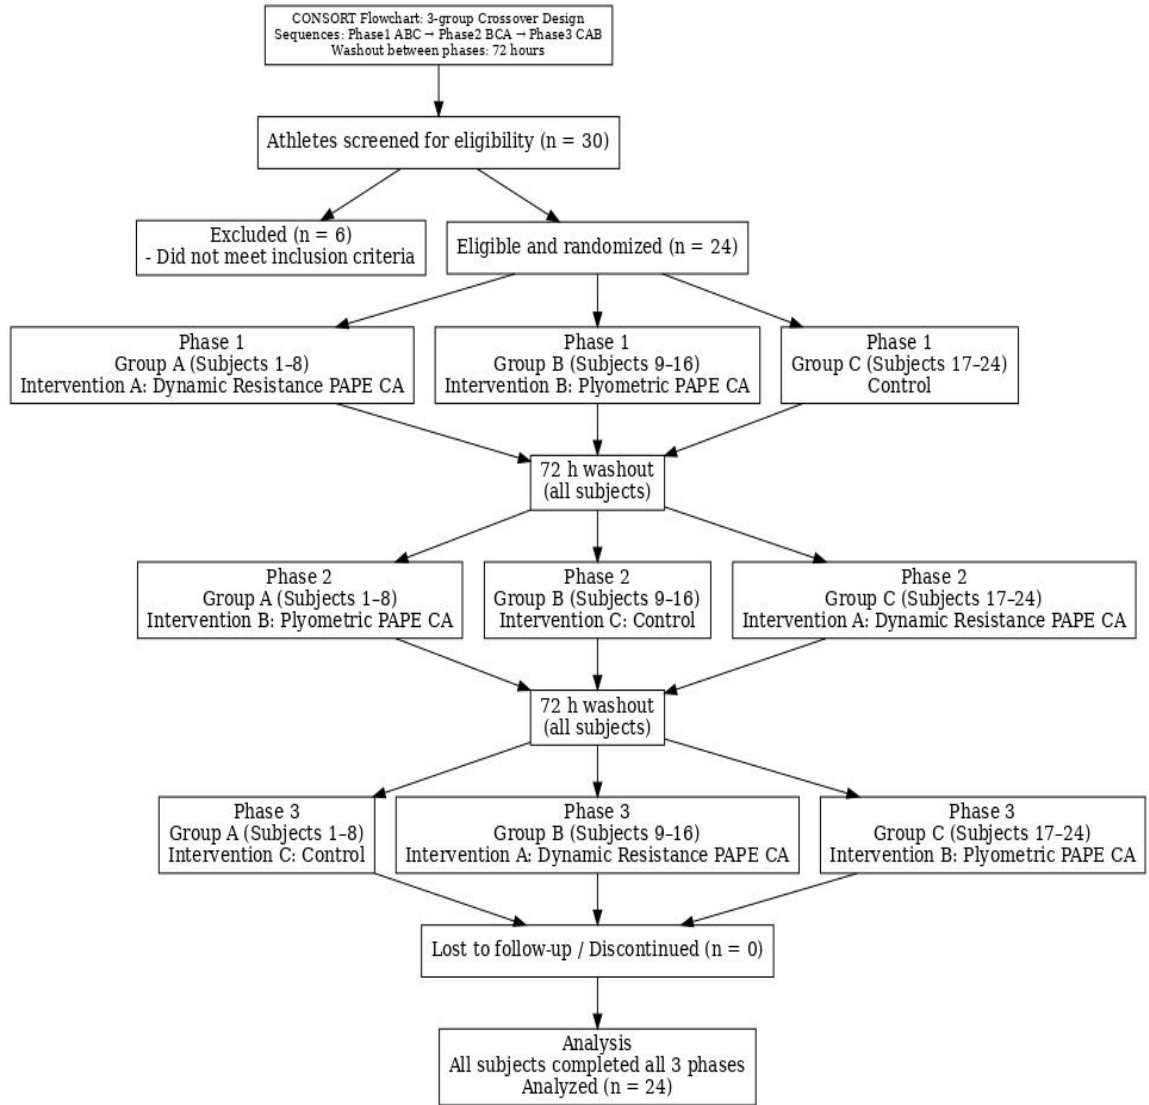 CONSORT Flowchart: 3-group Crossover Design
Sequences: Phase1 ABC → Phase2 BCA → Phase3 CAB
Washout between phases: 72 hours
Athletes screened for eligibility (n = 30)
Excluded (n = 6)
- Did not meet inclusion criteria
Eligible and randomized (n = 24)
Phase 1
Group A (Subjects 1–8)
Intervention A: Dynamic Resistance PAPE CA
Phase 1
Group B (Subjects 9–16)
Intervention B: Plyometric PAPE CA
Phase 1
Group C (Subjects 17–24)
Control
72 h washout
(all subjects)
Phase 2
Group A (Subjects 1–8)
Intervention B: Plyometric PAPE CA
Phase 2
Group B (Subjects 9–16)
Intervention C: Control
Phase 2
Group C (Subjects 17–24)
Intervention A: Dynamic Resistance PAPE CA
72 h washout
(all subjects)
Phase 3
Group A (Subjects 1–8)
Intervention C: Control
Phase 3
Group B (Subjects 9–16)
Intervention A: Dynamic Resistance PAPE CA
Phase 3
Group C (Subjects 17–24)
Intervention B: Plyometric PAPE CA
Lost to follow-up / Discontinued (n = 0)
Analysis
All subjects completed all 3 phases
Analyzed (n = 24)